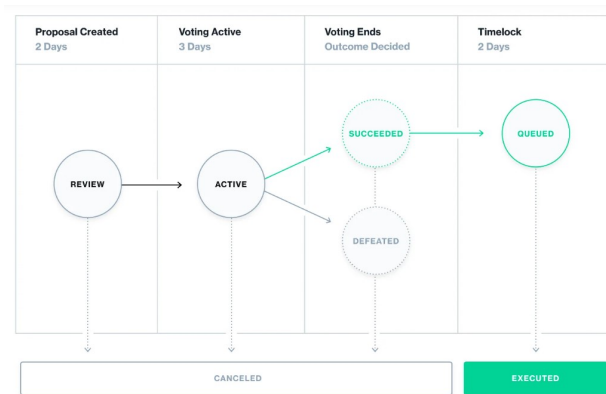 Proposal Created
2 Days
Voting Active
3 Days
Voting Ends
Outcome Decided
Timelock
2 Days
REVIEW
ACTIVE
SUCCEEDED
QUEUED
DEFEATED
CANCELED
EXECUTED